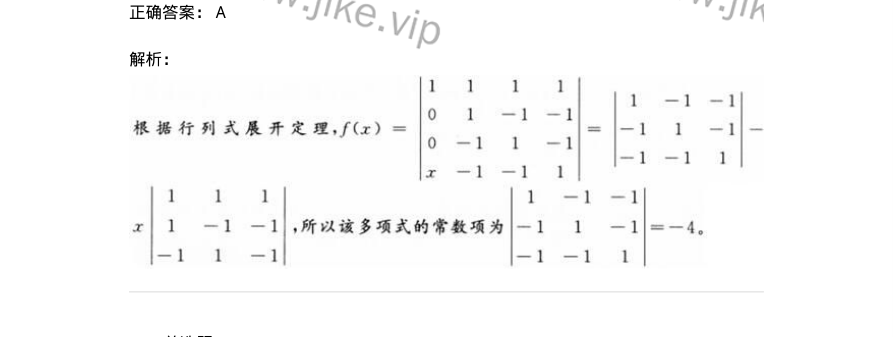 正确答案： A
www.jike.vip
解析：
根据行列式展开定理,f(x) = | 1 1 1 1 ; 0 1 −1 −1 ; 0 −1 1 −1 ; x −1 −1 1 | = | 1 −1 −1 ; −1 1 −1 ; −1 −1 1 | −
x | 1 1 1 ; 1 −1 −1 ; −1 1 −1 | ,所以该多项式的常数项为 | 1 −1 −1 ; −1 1 −1 ; −1 −1 1 | =−4。